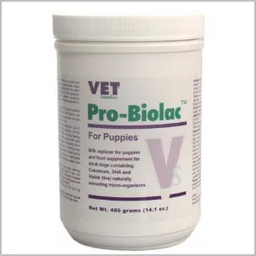 VET
Pro-Biolac™
For Puppies
Milk replacer for puppies
and food supplement for
adult dogs containing
Colostrum, DHA and
Viable (live) naturally
occurring micro-organisms
VS
Net Wt. 400 grams (14.1 oz.)